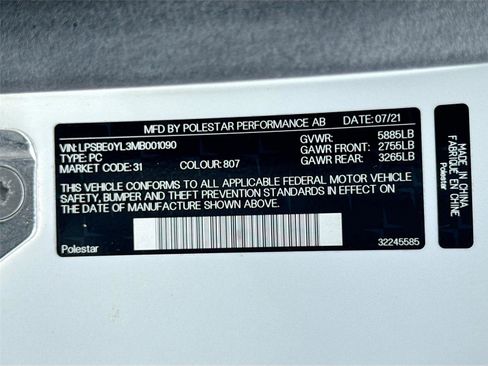 MFD BY POLESTAR PERFORMANCE AB DATE: 07/21
VIN: LPSBE0YL3MB001090 GVWR: 5885LB
TYPE: PC GAWR FRONT: 2755LB
MARKET CODE: 31 COLOUR: 807 GAWR REAR: 3265LB
THIS VEHICLE CONFORMS TO ALL APPLICABLE FEDERAL MOTOR VEHICLE
SAFETY, BUMPER AND THEFT PREVENTION STANDARDS IN EFFECT ON
THE DATE OF MANUFACTURE SHOWN ABOVE.
Polestar 32245585
MADE IN CHINA
FABRIQUÉ EN CHINE
Polestar